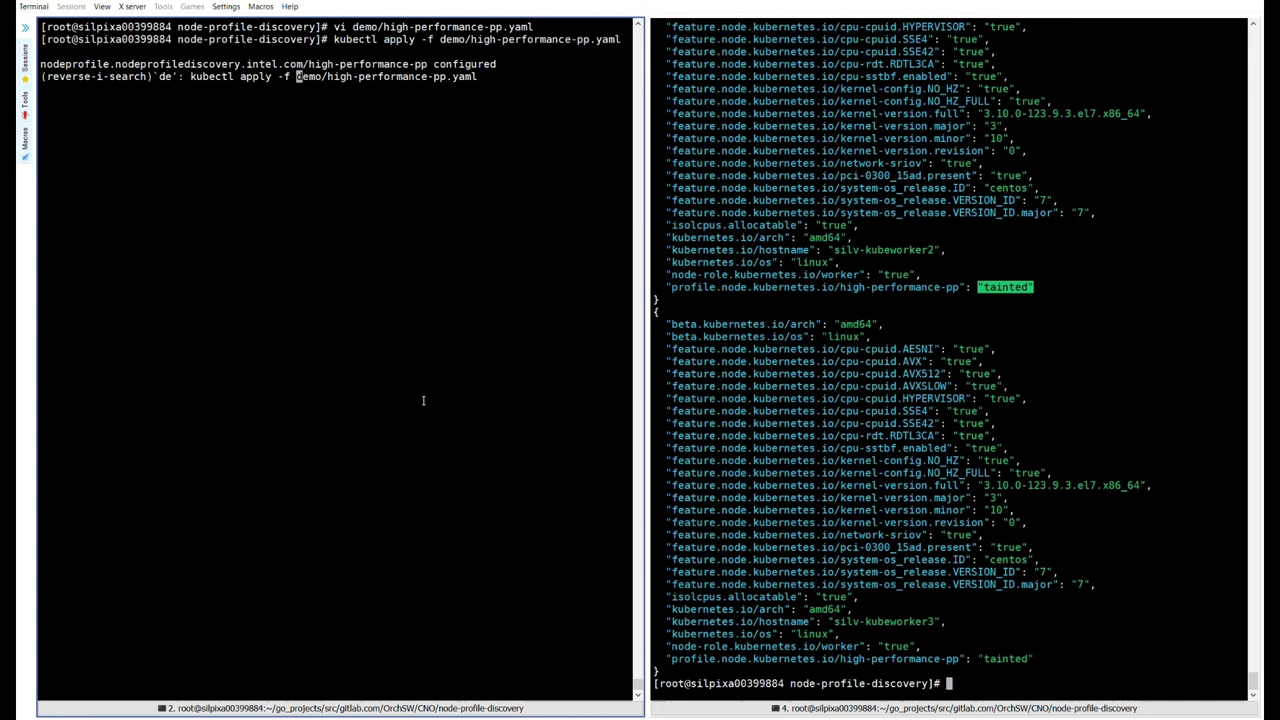 Terminal Sessions View X server Tools Games Settings Macros Help
Sessions
Tools
Macros
[root@silpixa00399884 node-profile-discovery]# vi demo/high-performance-pp.yaml
[root@silpixa00399884 node-profile-discovery]# kubectl apply -f demo/high-performance-pp.yaml
nodeprofile.nodeprofilediscovery.intel.com/high-performance-pp configured
(reverse-i-search)`de': kubectl apply -f demo/high-performance-pp.yaml
2. root@silpixa00399884:~/go_projects/src/gitlab.com/OrchSW/CNO/node-profile-discovery
"feature.node.kubernetes.io/cpu-cpuid.HYPERVISOR": "true",
"feature.node.kubernetes.io/cpu-cpuid.SSE4": "true",
"feature.node.kubernetes.io/cpu-cpuid.SSE42": "true",
"feature.node.kubernetes.io/cpu-rdt.RDTL3CA": "true",
"feature.node.kubernetes.io/cpu-sstbf.enabled": "true",
"feature.node.kubernetes.io/kernel-config.NO_HZ": "true",
"feature.node.kubernetes.io/kernel-config.NO_HZ_FULL": "true",
"feature.node.kubernetes.io/kernel-version.full": "3.10.0-123.9.3.el7.x86_64",
"feature.node.kubernetes.io/kernel-version.major": "3",
"feature.node.kubernetes.io/kernel-version.minor": "10",
"feature.node.kubernetes.io/kernel-version.revision": "0",
"feature.node.kubernetes.io/network-sriov": "true",
"feature.node.kubernetes.io/pci-0300_15ad.present": "true",
"feature.node.kubernetes.io/system-os_release.ID": "centos",
"feature.node.kubernetes.io/system-os_release.VERSION_ID": "7",
"feature.node.kubernetes.io/system-os_release.VERSION_ID.major": "7",
"isolcpus.allocatable": "true",
"kubernetes.io/arch": "amd64",
"kubernetes.io/hostname": "silv-kubeworker2",
"kubernetes.io/os": "linux",
"node-role.kubernetes.io/worker": "true",
"profile.node.kubernetes.io/high-performance-pp": "tainted"
}
{
"beta.kubernetes.io/arch": "amd64",
"beta.kubernetes.io/os": "linux",
"feature.node.kubernetes.io/cpu-cpuid.AESNI": "true",
"feature.node.kubernetes.io/cpu-cpuid.AVX": "true",
"feature.node.kubernetes.io/cpu-cpuid.AVX512": "true",
"feature.node.kubernetes.io/cpu-cpuid.AVXSLOW": "true",
"feature.node.kubernetes.io/cpu-cpuid.HYPERVISOR": "true",
"feature.node.kubernetes.io/cpu-cpuid.SSE4": "true",
"feature.node.kubernetes.io/cpu-cpuid.SSE42": "true",
"feature.node.kubernetes.io/cpu-rdt.RDTL3CA": "true",
"feature.node.kubernetes.io/cpu-sstbf.enabled": "true",
"feature.node.kubernetes.io/kernel-config.NO_HZ": "true",
"feature.node.kubernetes.io/kernel-config.NO_HZ_FULL": "true",
"feature.node.kubernetes.io/kernel-version.full": "3.10.0-123.9.3.el7.x86_64",
"feature.node.kubernetes.io/kernel-version.major": "3",
"feature.node.kubernetes.io/kernel-version.minor": "10",
"feature.node.kubernetes.io/kernel-version.revision": "0",
"feature.node.kubernetes.io/network-sriov": "true",
"feature.node.kubernetes.io/pci-0300_15ad.present": "true",
"feature.node.kubernetes.io/system-os_release.ID": "centos",
"feature.node.kubernetes.io/system-os_release.VERSION_ID": "7",
"feature.node.kubernetes.io/system-os_release.VERSION_ID.major": "7",
"isolcpus.allocatable": "true",
"kubernetes.io/arch": "amd64",
"kubernetes.io/hostname": "silv-kubeworker3",
"kubernetes.io/os": "linux",
"node-role.kubernetes.io/worker": "true",
"profile.node.kubernetes.io/high-performance-pp": "tainted"
}
[root@silpixa00399884 node-profile-discovery]#
4. root@silpixa00399884:~/go_projects/src/gitlab.com/OrchSW/CNO/node-profile-discovery